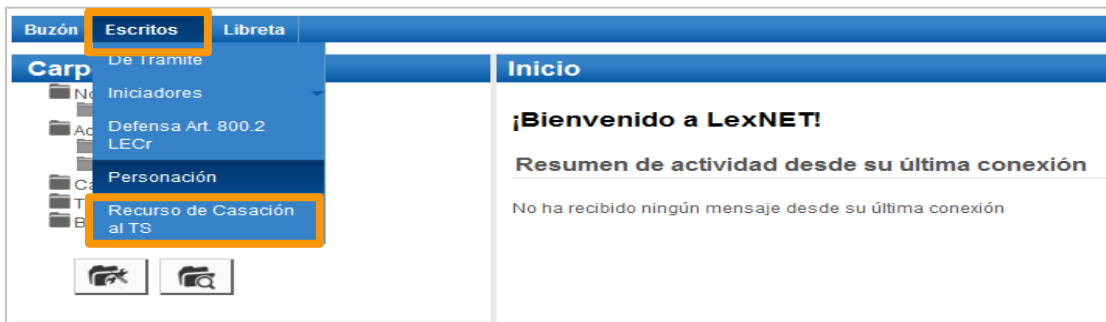 Buzón Escritos Libreta
Carp
De Trámite
Iniciadores
Defensa Art. 800.2
LECr
Personación
Recurso de Casación
al TS
Inicio
¡Bienvenido a LexNET!
Resumen de actividad desde su última conexión
No ha recibido ningún mensaje desde su última conexión